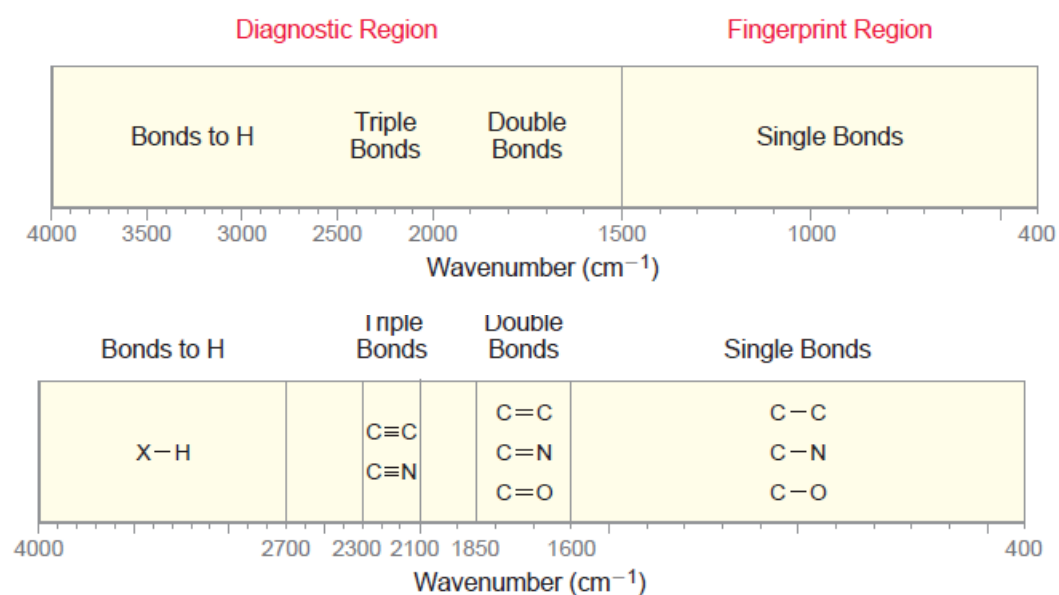 Diagnostic Region Fingerprint Region
Bonds to H Triple Bonds Double Bonds Single Bonds
4000 3500 3000 2500 2000 1500 1000 400
Wavenumber (cm−1)
Bonds to H Triple Bonds Double Bonds Single Bonds
X−H
C≡C
C≡N
C=C
C=N
C=O
C−C
C−N
C−O
4000 2700 2300 2100 1850 1600 400
Wavenumber (cm−1)